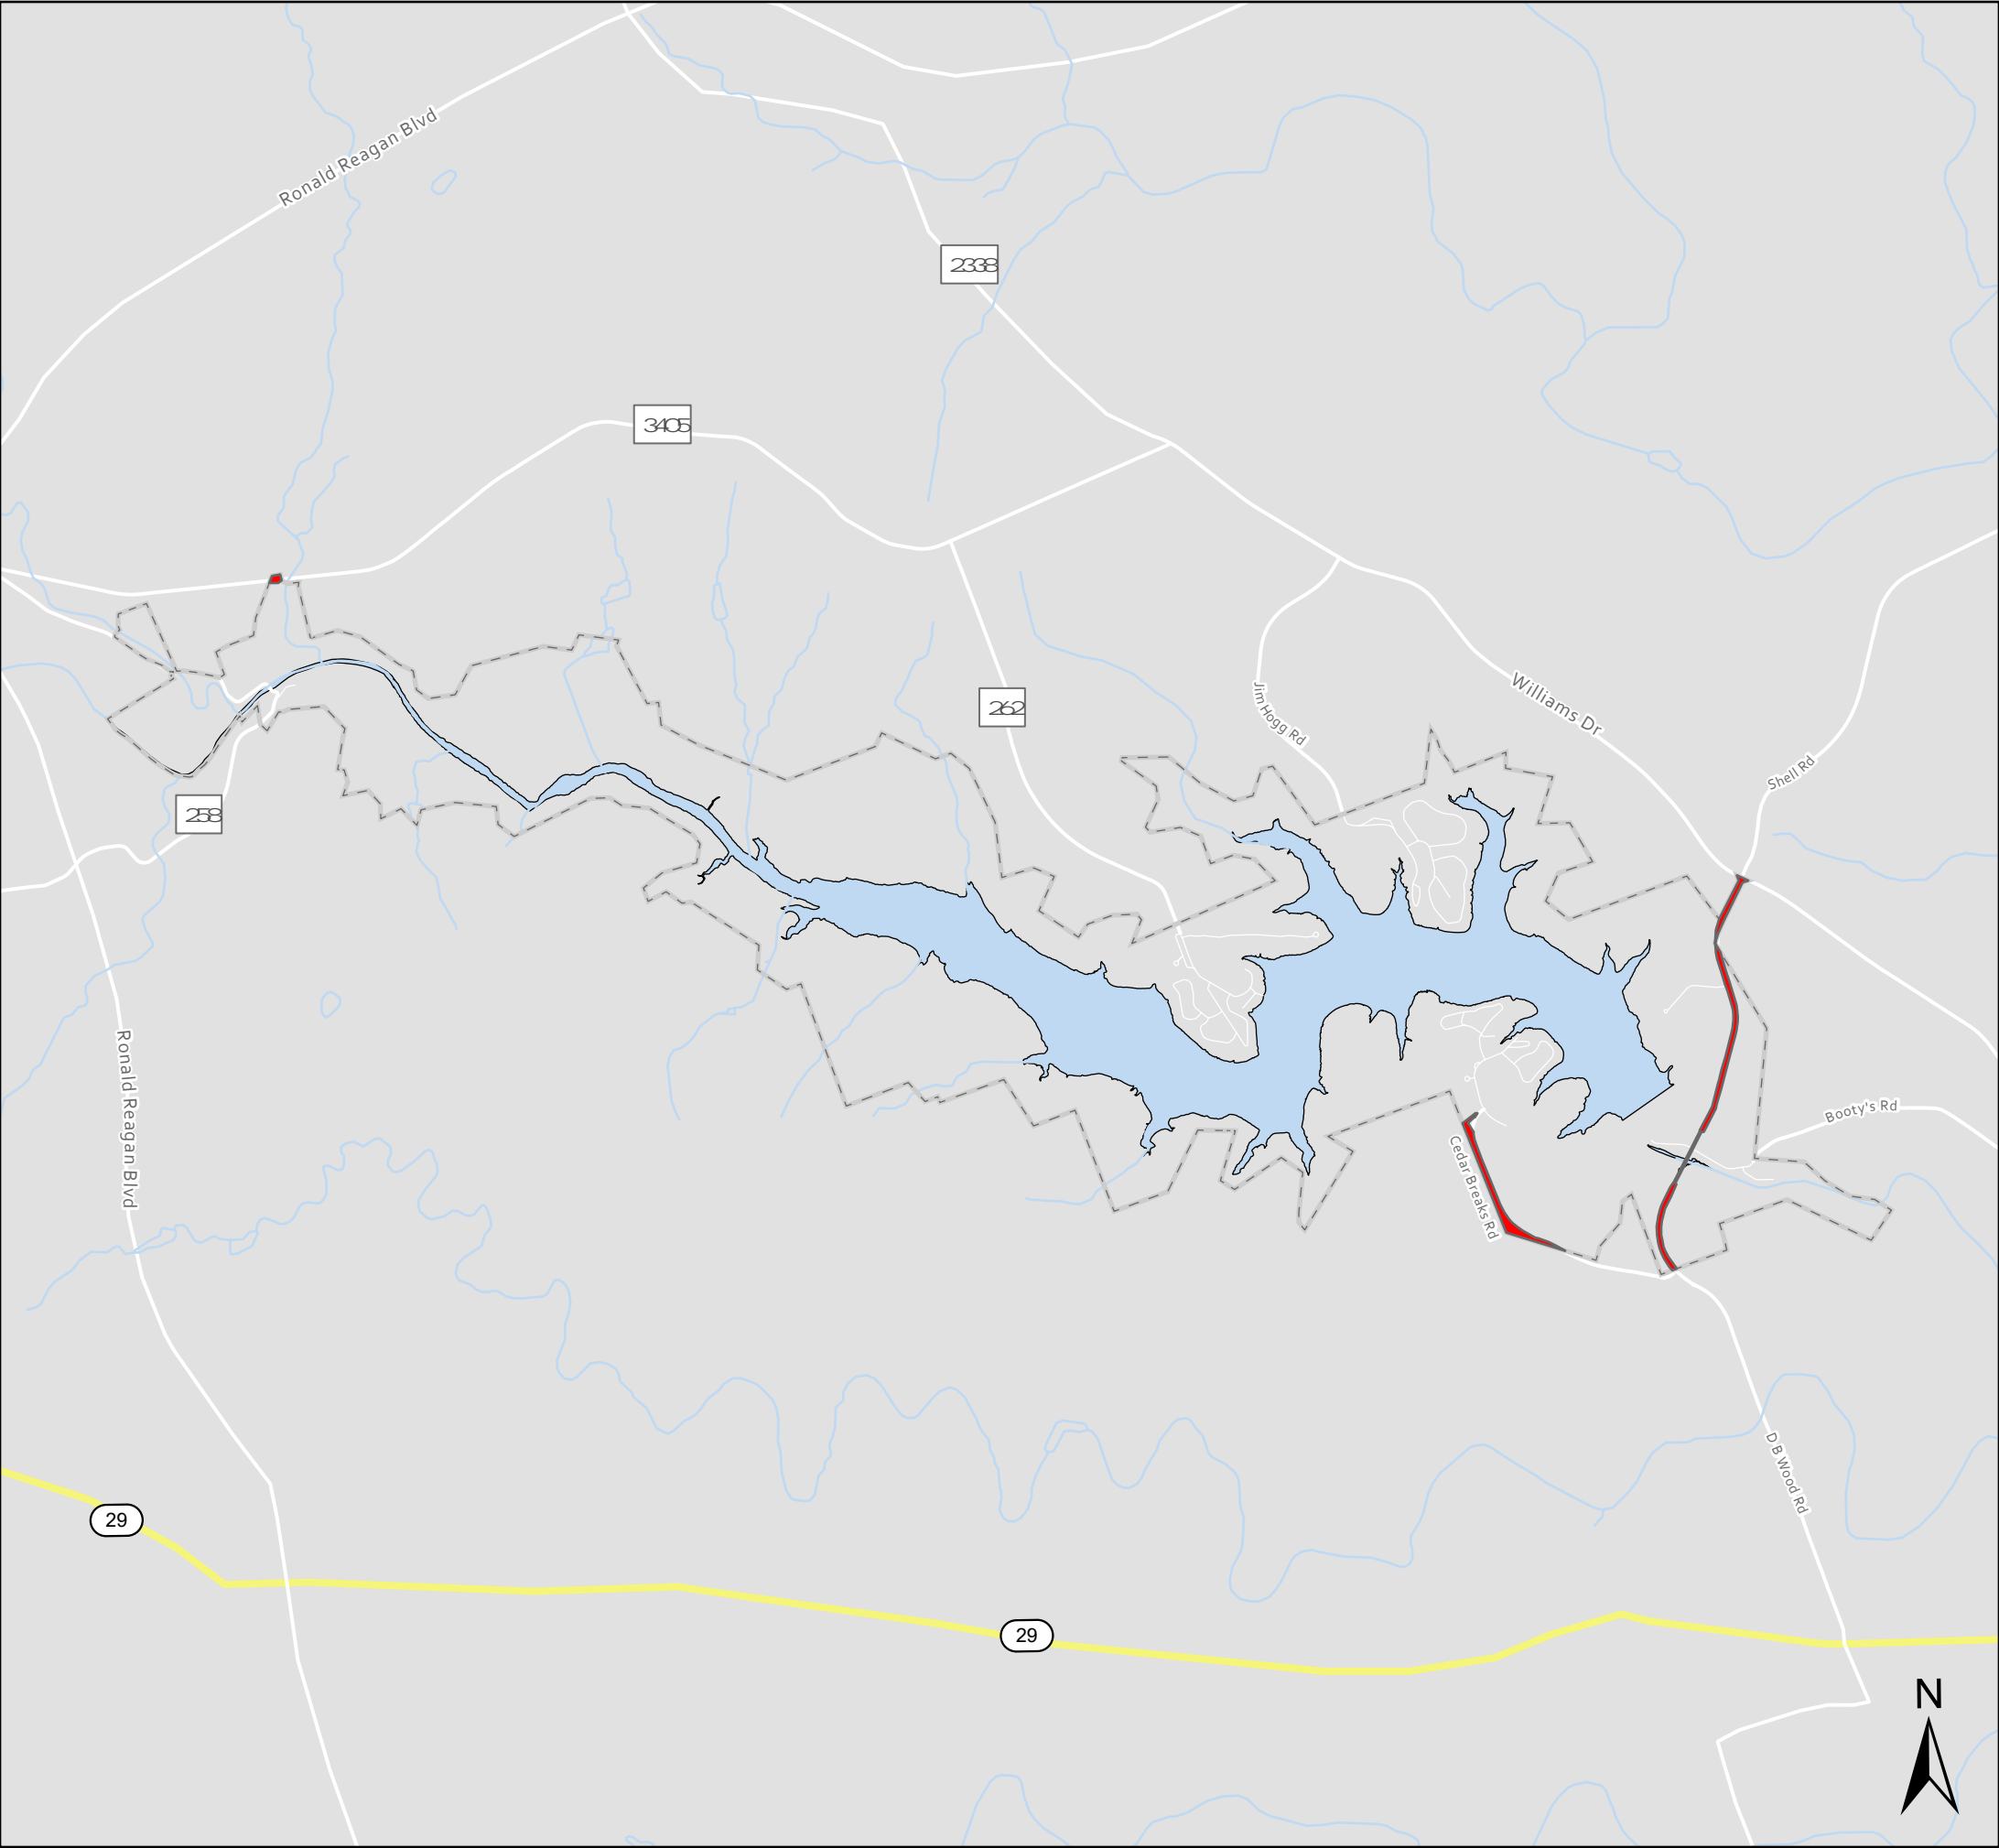 Ronald Reagan Blvd
2338
3405
262
Jim Hogg Rd
Williams Dr
Shell Rd
258
Ronald Reagan Blvd
Booty's Rd
Cedar Breaks Rd
D B Wood Rd
29
29
N